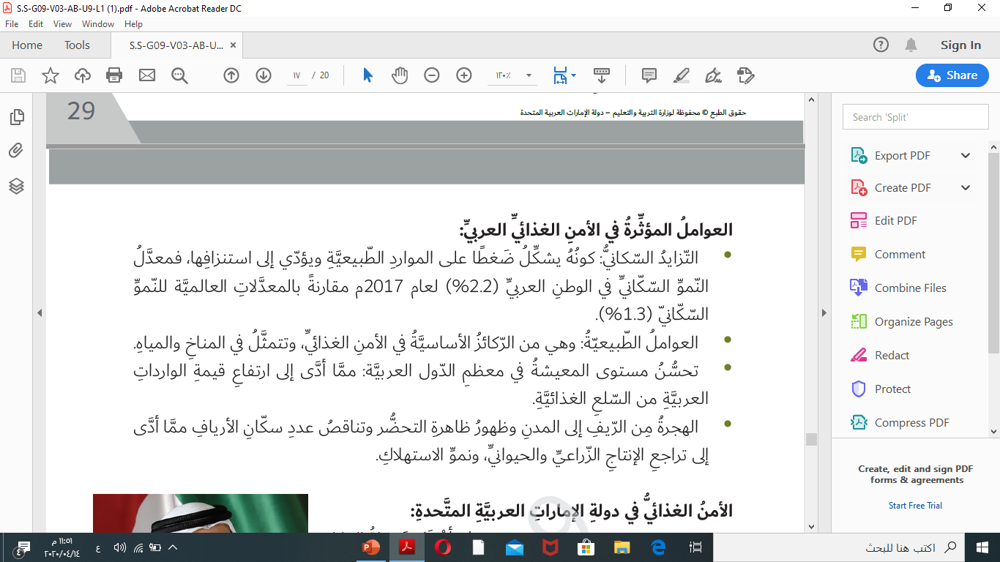 S.S-G09-V03-AB-U9-L1 (1).pdf - Adobe Acrobat Reader DC
File Edit View Window Help
Home Tools S.S-G09-V03-AB-U... × Sign In
١٧ / 20 ١٢٠٪ Share
29
حقوق الطبع © محفوظة لوزارة التربية والتعليم – دولة الإمارات العربية المتحدة
العواملُ المؤثِّرةُ في الأمنِ الغذائيِّ العربيِّ:
التّزايدُ السّكانيُّ: كونُهُ يشكِّلُ ضَغطًا على المواردِ الطّبيعيَّةِ ويؤدّي إلى استنزافِها، فمعدَّلُ
النّموِّ السّكّانيِّ في الوطنِ العربيِّ (2.2%) لعام 2017م مقارنةً بالمعدَّلاتِ العالميَّة للنّموِّ
السّكّانيّ (1.3%).
العواملُ الطّبيعيّةُ: وهي من الرّكائزُ الأساسيَّةُ في الأمنِ الغذائيِّ، وتتمثَّلُ في المناخِ والمياهِ.
تحسُّنُ مستوى المعيشةُ في معظمِ الدّول العربيَّة: ممَّا أدَّى إلى ارتفاعِ قيمةِ الوارداتِ
العربيَّةِ من السّلعِ الغذائيَّةِ.
الهجرةُ مِن الرّيفِ إلى المدنِ وظهورُ ظاهرةِ التحضُّر وتناقصُ عددِ سكّانِ الأريافِ ممَّا أدَّى
إلى تراجعِ الإنتاجِ الزّراعيِّ والحيوانيِّ، ونموِّ الاستهلاكِ.
الأمنُ الغذائيُّ في دولةِ الإماراتِ العربيَّةِ المتَّحدةِ:
Search 'Split'
Export PDF
Create PDF
Edit PDF
Comment
Combine Files
Organize Pages
Redact
Protect
Compress PDF
Create, edit and sign PDF
forms & agreements
Start Free Trial
اكتب هنا للبحث
ع
١١:٥١ م
٢٠٢٠/٠٤/١٤
٤